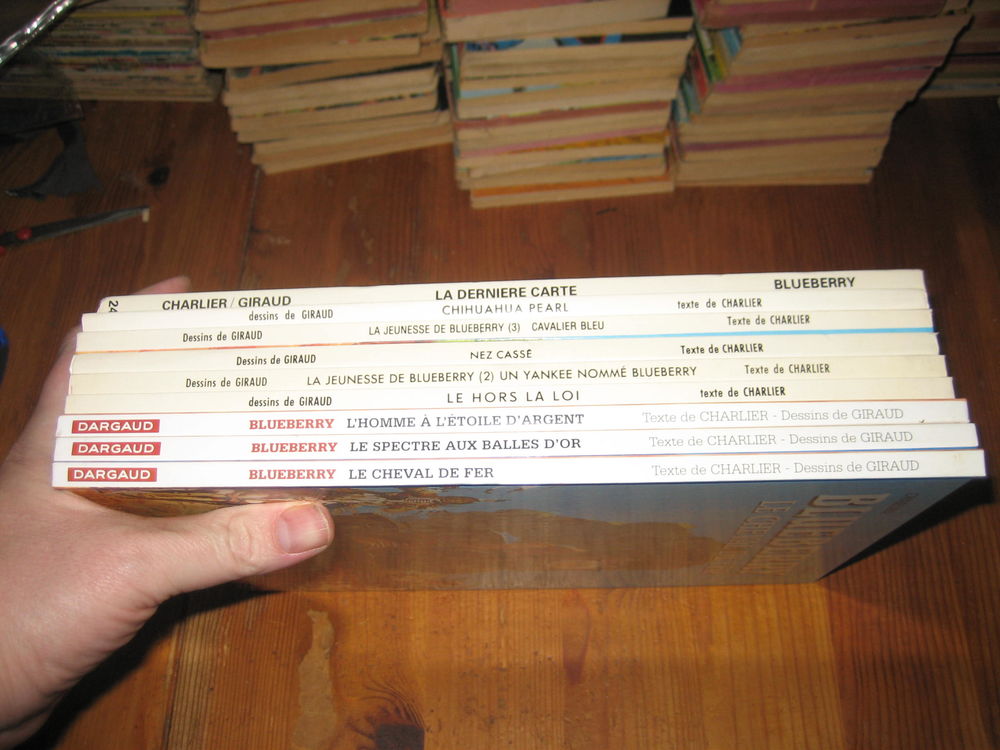 24 CHARLIER / GIRAUD LA DERNIERE CARTE BLUEBERRY
dessins de GIRAUD CHIHUAHUA PEARL texte de CHARLIER
Dessins de GIRAUD LA JEUNESSE DE BLUEBERRY (3) CAVALIER BLEU Texte de CHARLIER
Dessins de GIRAUD NEZ CASSÉ Texte de CHARLIER
Dessins de GIRAUD LA JEUNESSE DE BLUEBERRY (2) UN YANKEE NOMMÉ BLUEBERRY Texte de CHARLIER
dessins de GIRAUD LE HORS LA LOI texte de CHARLIER
DARGAUD BLUEBERRY L'HOMME À L'ÉTOILE D'ARGENT Texte de CHARLIER - Dessins de GIRAUD
DARGAUD BLUEBERRY LE SPECTRE AUX BALLES D'OR Texte de CHARLIER - Dessins de GIRAUD
DARGAUD BLUEBERRY LE CHEVAL DE FER Texte de CHARLIER - Dessins de GIRAUD